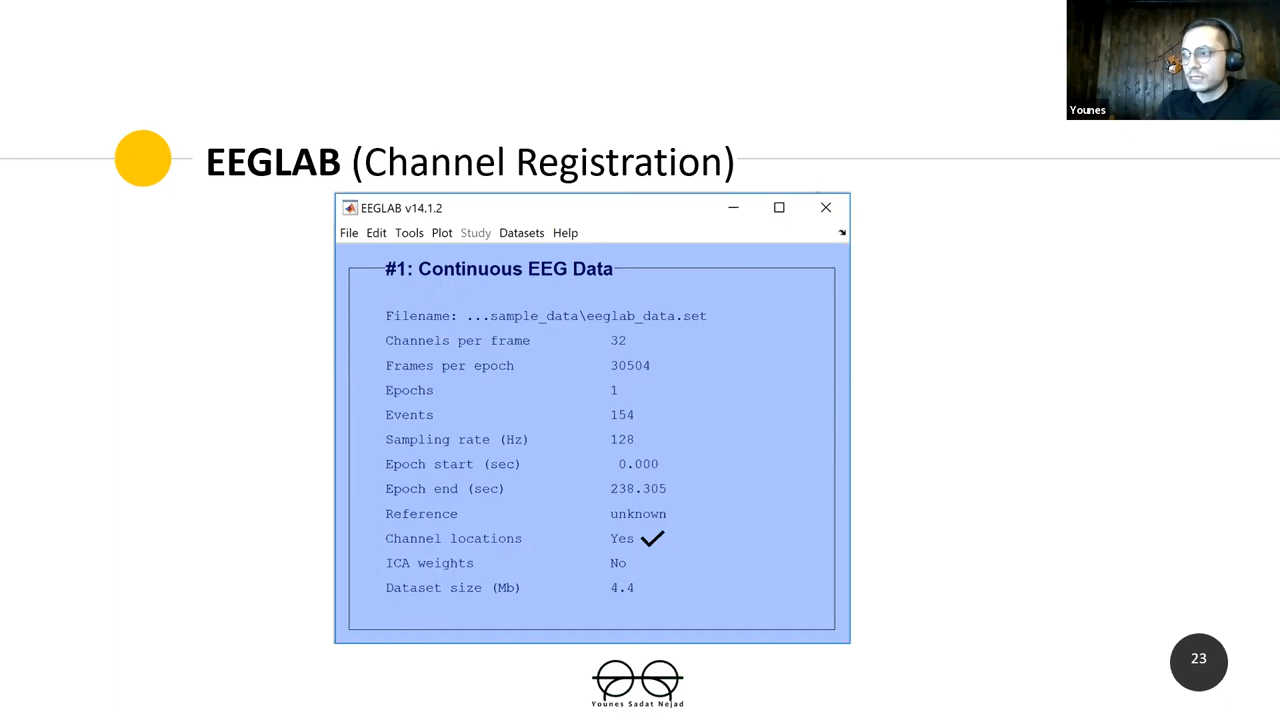 Younes
EEGLAB (Channel Registration)
EEGLAB v14.1.2
File Edit Tools Plot Study Datasets Help
#1: Continuous EEG Data
Filename: ...sample_data\eeglab_data.set
Channels per frame 32
Frames per epoch 30504
Epochs 1
Events 154
Sampling rate (Hz) 128
Epoch start (sec) 0.000
Epoch end (sec) 238.305
Reference unknown
Channel locations Yes
ICA weights No
Dataset size (Mb) 4.4
23
Younes Sadat Nejad